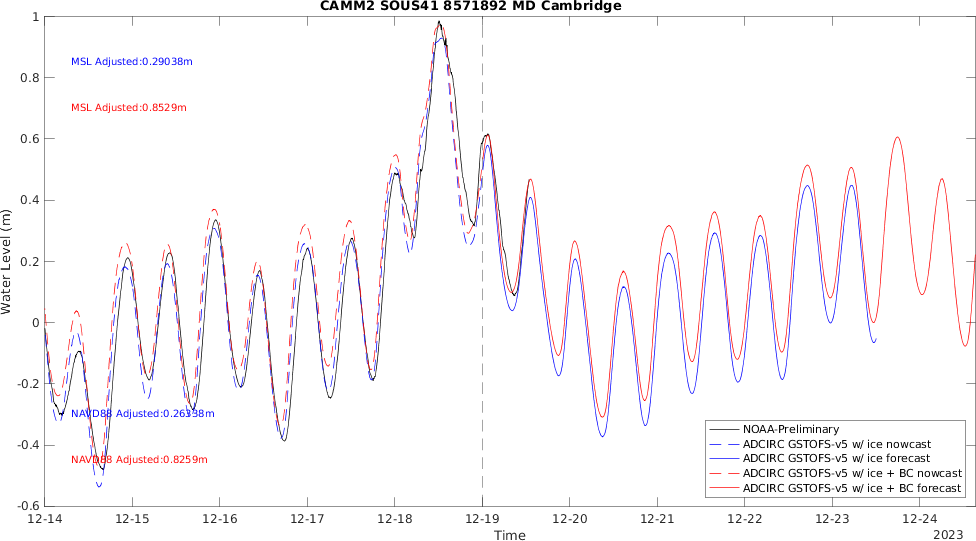 CAMM2 SOUS41 8571892 MD Cambridge
1
0.8
0.6
0.4
0.2
0
-0.2
-0.4
-0.6
Water Level (m)
MSL Adjusted:0.29038m
MSL Adjusted:0.8529m
NAVD88 Adjusted:0.26338m
NAVD88 Adjusted:0.8259m
NOAA-Preliminary
ADCIRC GSTOFS-v5 w/ ice nowcast
ADCIRC GSTOFS-v5 w/ ice forecast
ADCIRC GSTOFS-v5 w/ ice + BC nowcast
ADCIRC GSTOFS-v5 w/ ice + BC forecast
12-14 12-15 12-16 12-17 12-18 12-19 12-20 12-21 12-22 12-23 12-24
Time
2023